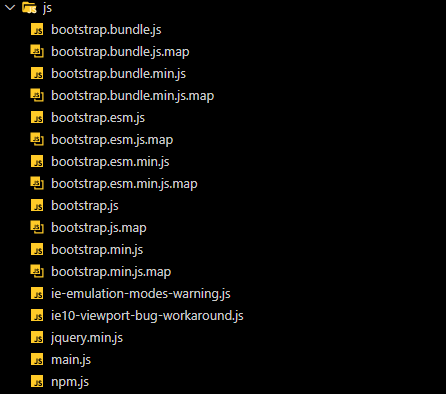 js
bootstrap.bundle.js
bootstrap.bundle.js.map
bootstrap.bundle.min.js
bootstrap.bundle.min.js.map
bootstrap.esm.js
bootstrap.esm.js.map
bootstrap.esm.min.js
bootstrap.esm.min.js.map
bootstrap.js
bootstrap.js.map
bootstrap.min.js
bootstrap.min.js.map
ie-emulation-modes-warning.js
ie10-viewport-bug-workaround.js
jquery.min.js
main.js
npm.js